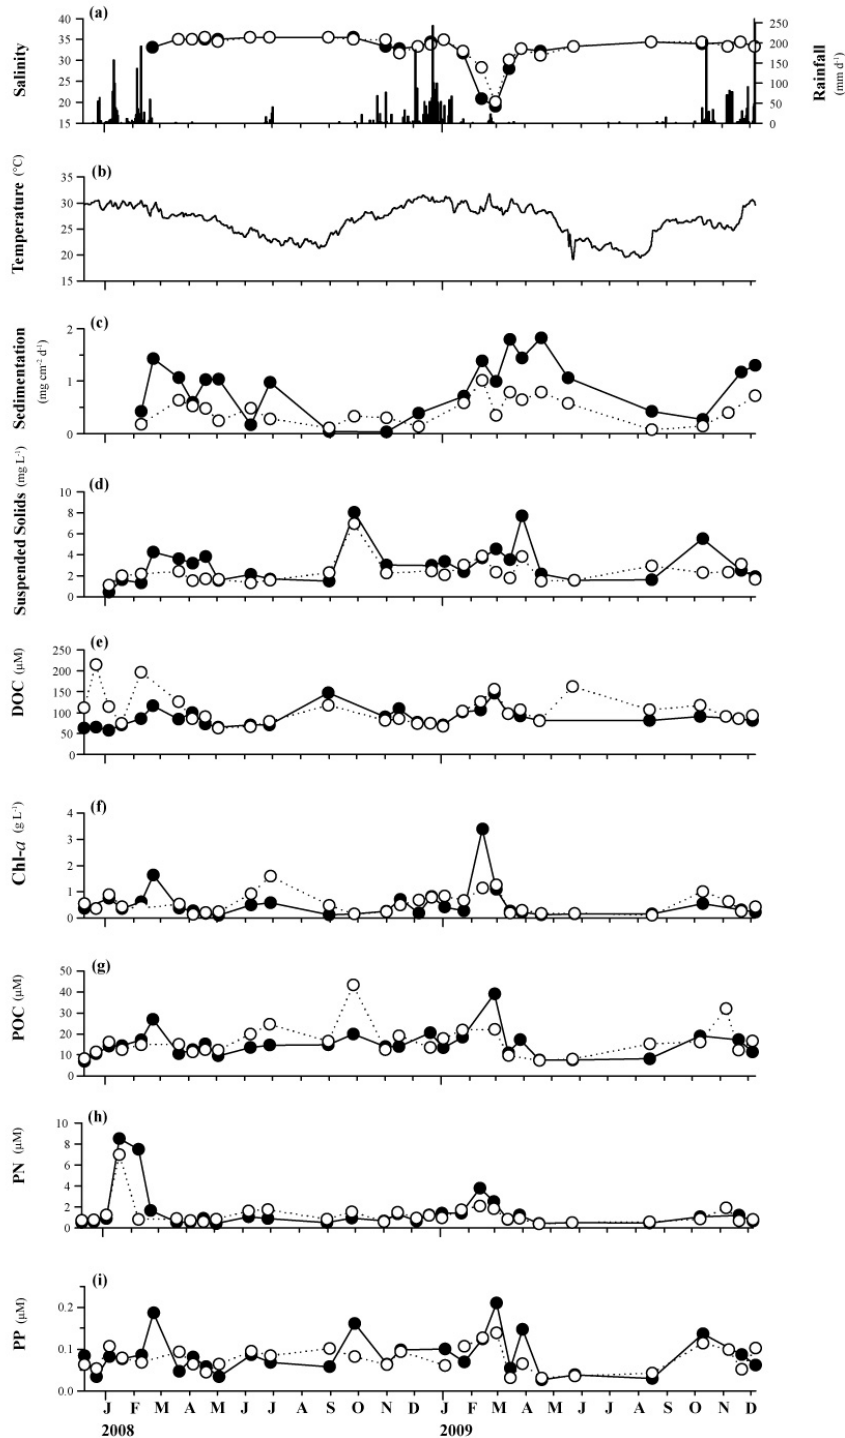 (a)
40
35
30
25
20
15
Salinity
250
200
150
100
50
0
Rainfall
(mm d⁻¹)
(b)
35
30
25
20
15
Temperature (°C)
(c)
2
1
0
Sedimentation
(mg cm⁻² d⁻¹)
(d)
10
8
6
4
2
0
Suspended Solids (mg L⁻¹)
(e)
250
200
150
100
50
0
DOC (µM)
(f)
4
3
2
1
0
Chl-a (g L⁻¹)
(g)
50
40
30
20
10
0
POC (µM)
(h)
10
8
6
4
2
0
PN (µM)
(i)
0.2
0.1
0.0
PP (µM)
J F M A M J J A S O N D J F M A M J J A S O N D
2008 2009